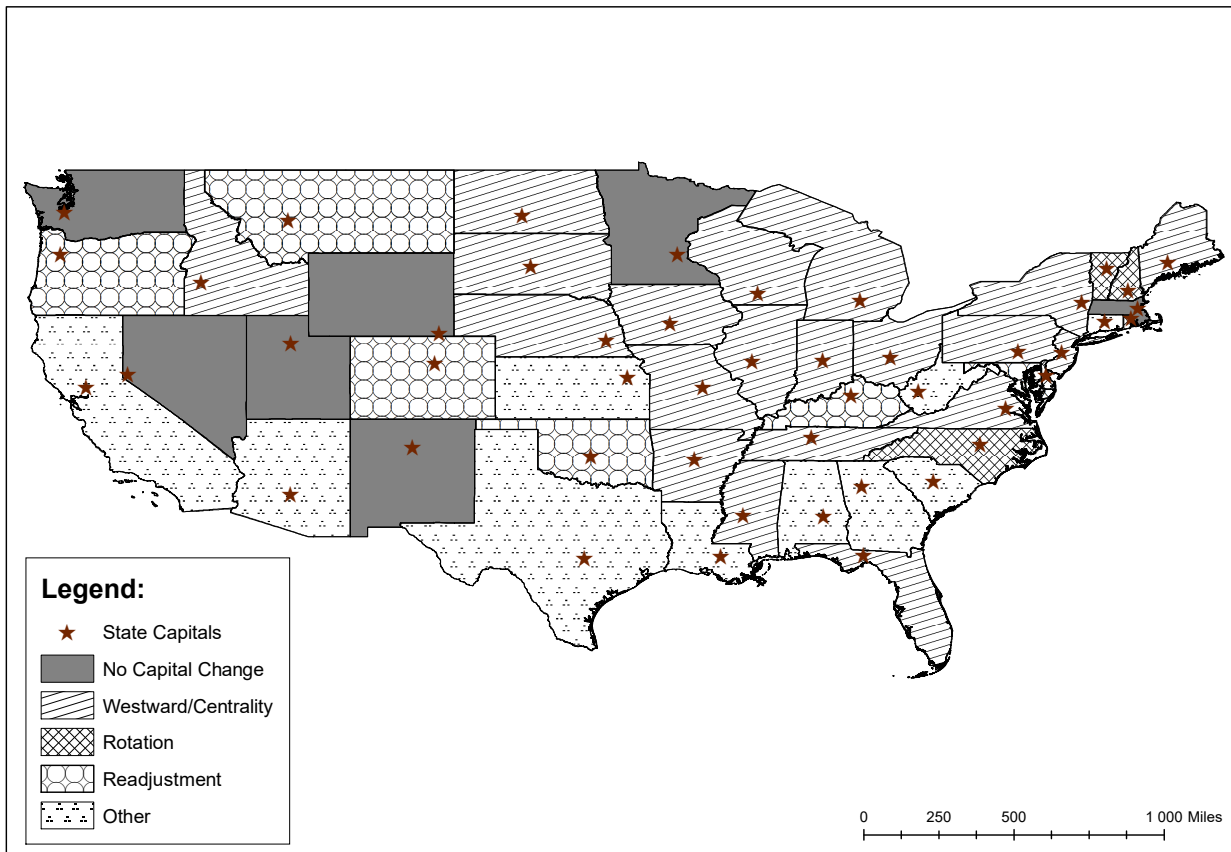 Legend:
State Capitals
No Capital Change
Westward/Centrality
Rotation
Readjustment
Other
0 250 500 1 000 Miles